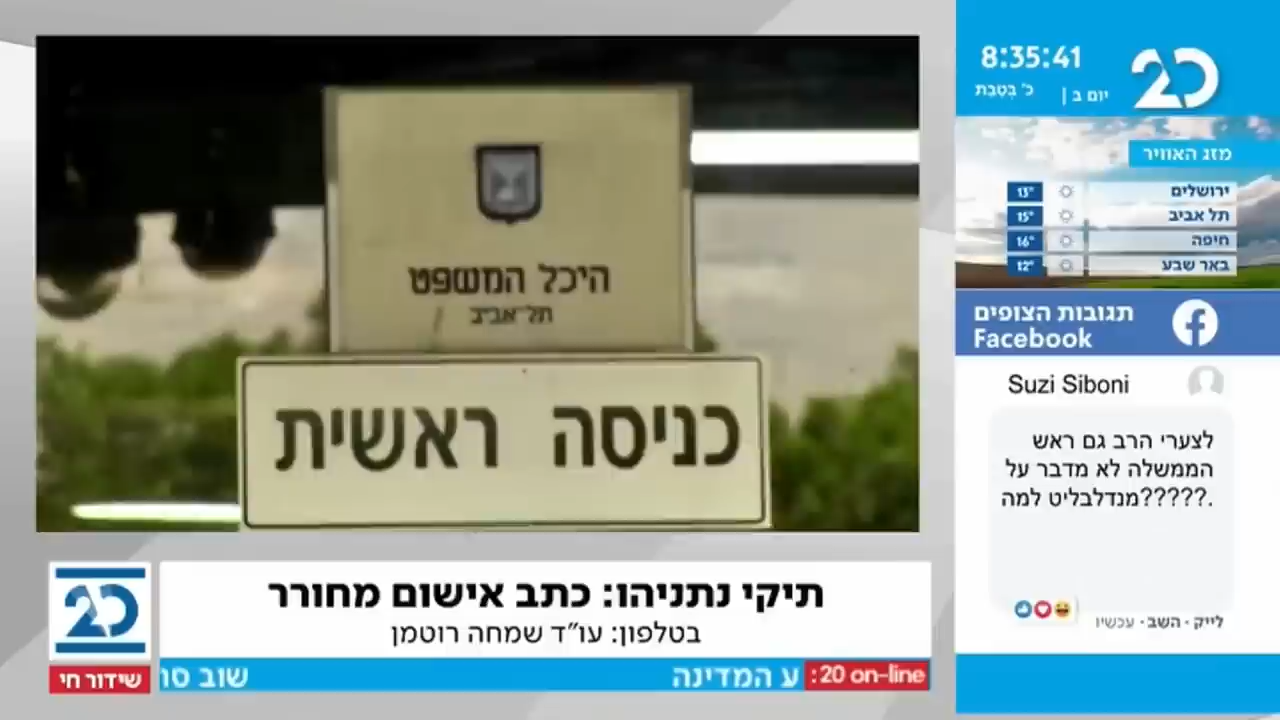 היכל המשפט
תל־אביב
כניסה ראשית
8:35:41
20
יום ב |
כ' בְּטֵבֵת
מזג האוויר
ירושלים 13°
תל אביב 15°
חיפה 16°
באר שבע 12°
תגובות הצופים
Facebook
Suzi Siboni
לצערי הרב גם ראש
הממשלה לא מדבר על
.?????מנדלבליט למה
לייק · השב · עכשיו
20
שידור חי
תיקי נתניהו: כתב אישום מחורר
בטלפון: עו"ד שמחה רוטמן
20 on-line:
ע המדינה
שוב סר